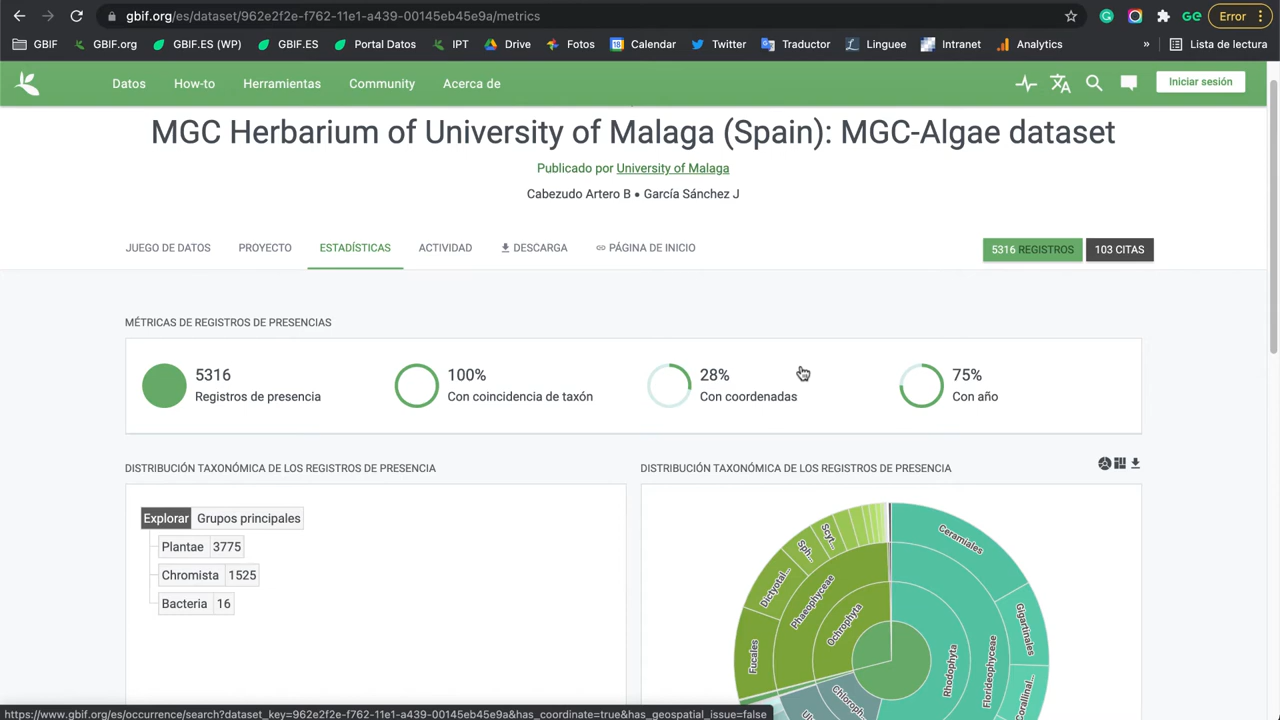 gbif.org/es/dataset/962e2f2e-f762-11e1-a439-00145eb45e9a/metrics
GE
Error
GBIF GBIF.org GBIF.ES (WP) GBIF.ES Portal Datos IPT Drive Fotos Calendar Twitter Traductor Linguee Intranet Analytics » Lista de lectura
Datos How-to Herramientas Community Acerca de Iniciar sesión
MGC Herbarium of University of Malaga (Spain): MGC-Algae dataset
Publicado por University of Malaga
Cabezudo Artero B • García Sánchez J
JUEGO DE DATOS PROYECTO ESTADÍSTICAS ACTIVIDAD DESCARGA PÁGINA DE INICIO 5316 REGISTROS 103 CITAS
MÉTRICAS DE REGISTROS DE PRESENCIAS
5316 100% 28% 75%
Registros de presencia Con coincidencia de taxón Con coordenadas Con año
DISTRIBUCIÓN TAXONÓMICA DE LOS REGISTROS DE PRESENCIA DISTRIBUCIÓN TAXONÓMICA DE LOS REGISTROS DE PRESENCIA
Explorar Grupos principales
Plantae 3775
Chromista 1525
Bacteria 16
Ceramiales
Scyt...
Sph...
Dictyotal...
Phaeophyceae
Ochrophyta
Fucales
Gigartinales
Rhodophyta
Florideophyceae
Corallinal...
Chloroph...
https://www.gbif.org/es/occurrence/search?dataset_key=962e2f2e-f762-11e1-a439-00145eb45e9a&has_coordinate=true&has_geospatial_issue=false